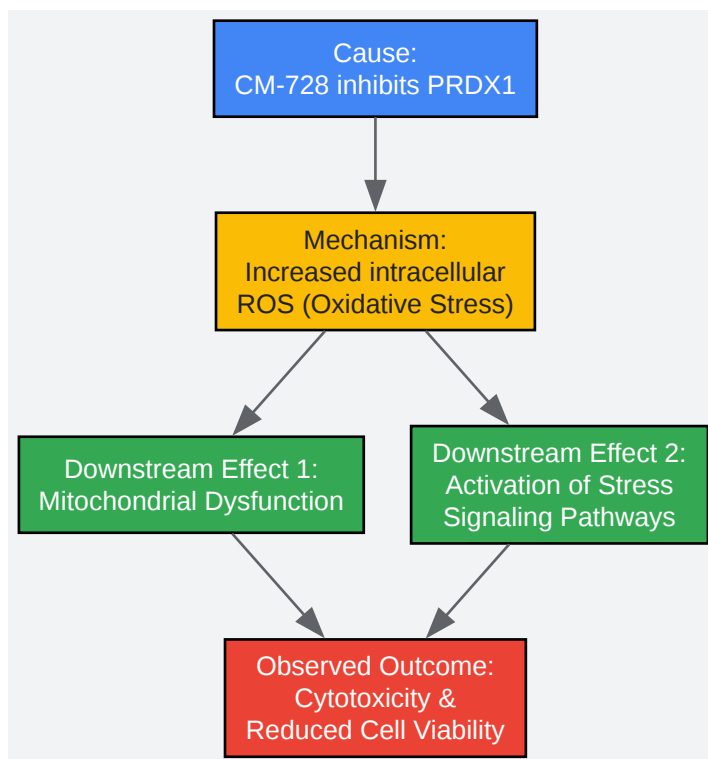 Cause:
CM-728 inhibits PRDX1
Mechanism:
Increased intracellular
ROS (Oxidative Stress)
Downstream Effect 1:
Mitochondrial Dysfunction
Downstream Effect 2:
Activation of Stress
Signaling Pathways
Observed Outcome:
Cytotoxicity &
Reduced Cell Viability